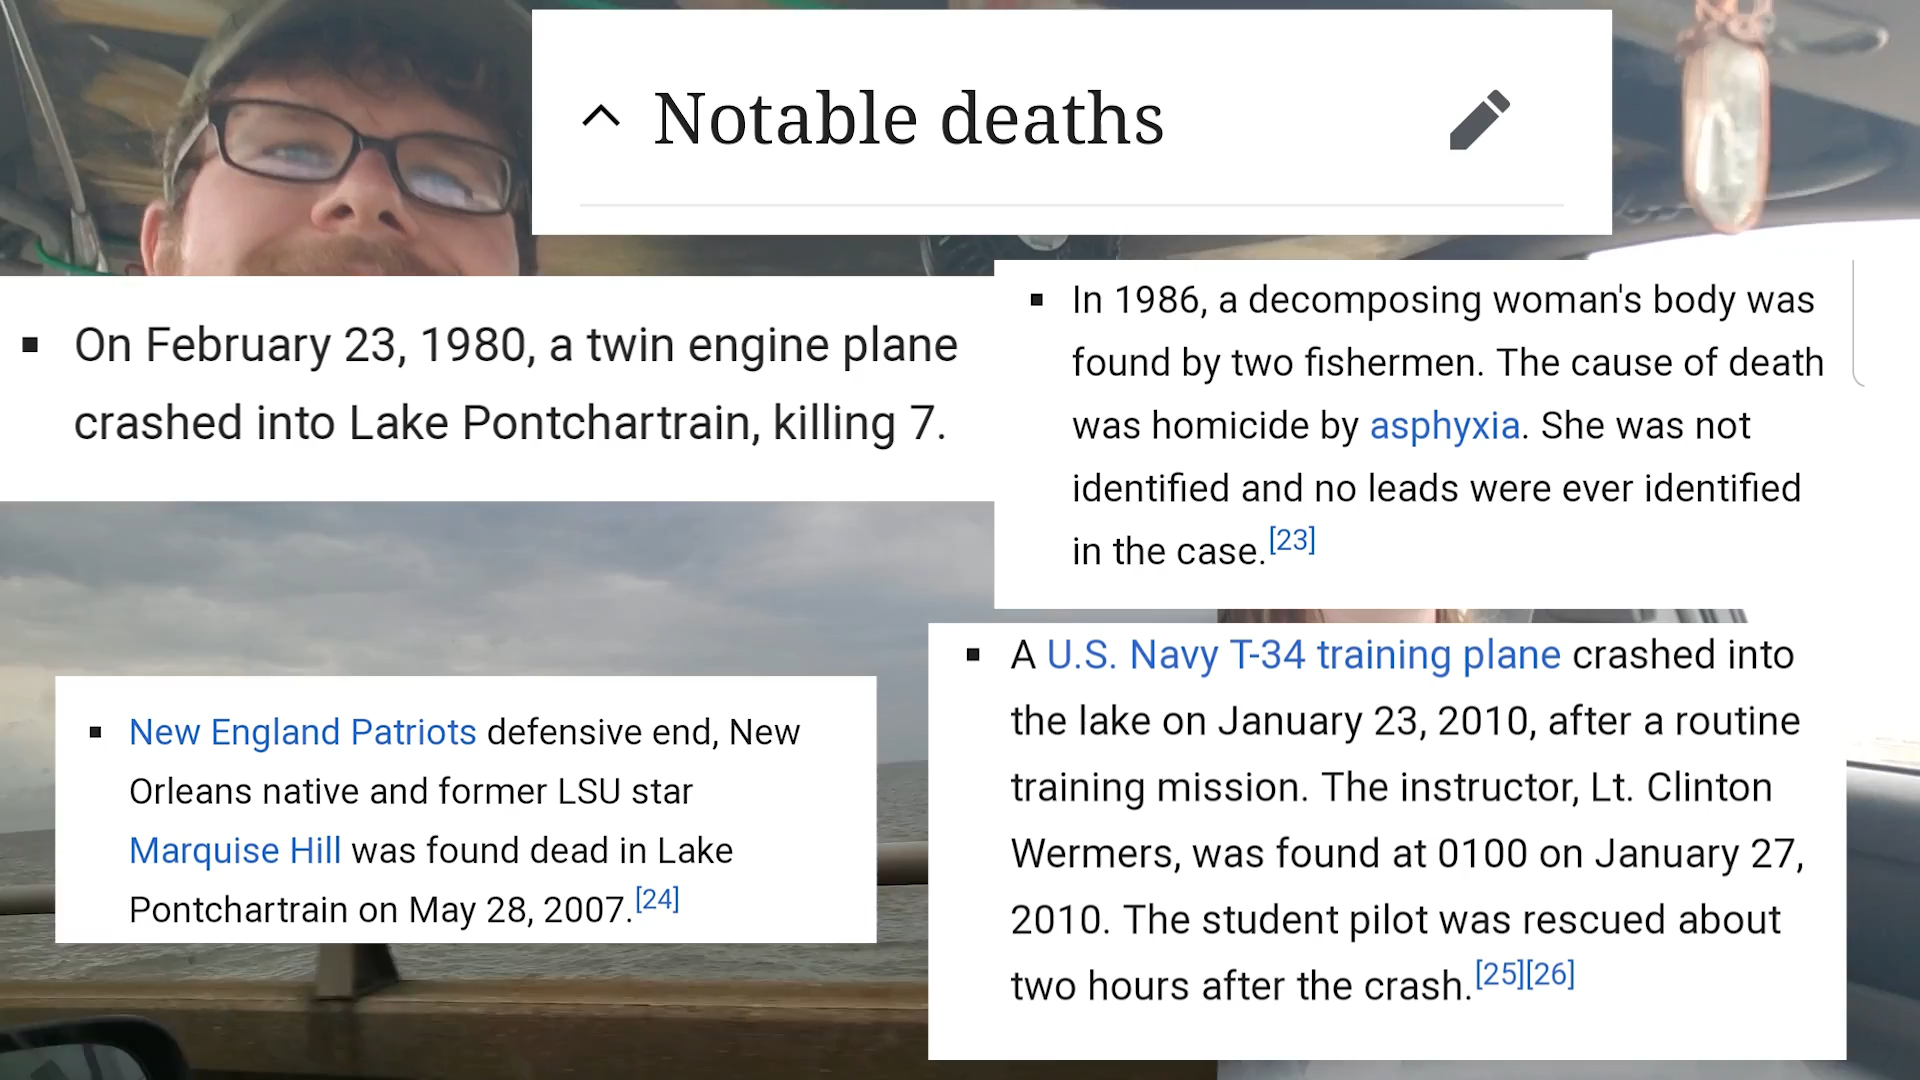 Notable deaths
▪ On February 23, 1980, a twin engine plane
crashed into Lake Pontchartrain, killing 7.
▪ In 1986, a decomposing woman's body was
found by two fishermen. The cause of death
was homicide by asphyxia. She was not
identified and no leads were ever identified
in the case.[23]
▪ New England Patriots defensive end, New
Orleans native and former LSU star
Marquise Hill was found dead in Lake
Pontchartrain on May 28, 2007.[24]
▪ A U.S. Navy T-34 training plane crashed into
the lake on January 23, 2010, after a routine
training mission. The instructor, Lt. Clinton
Wermers, was found at 0100 on January 27,
2010. The student pilot was rescued about
two hours after the crash.[25][26]